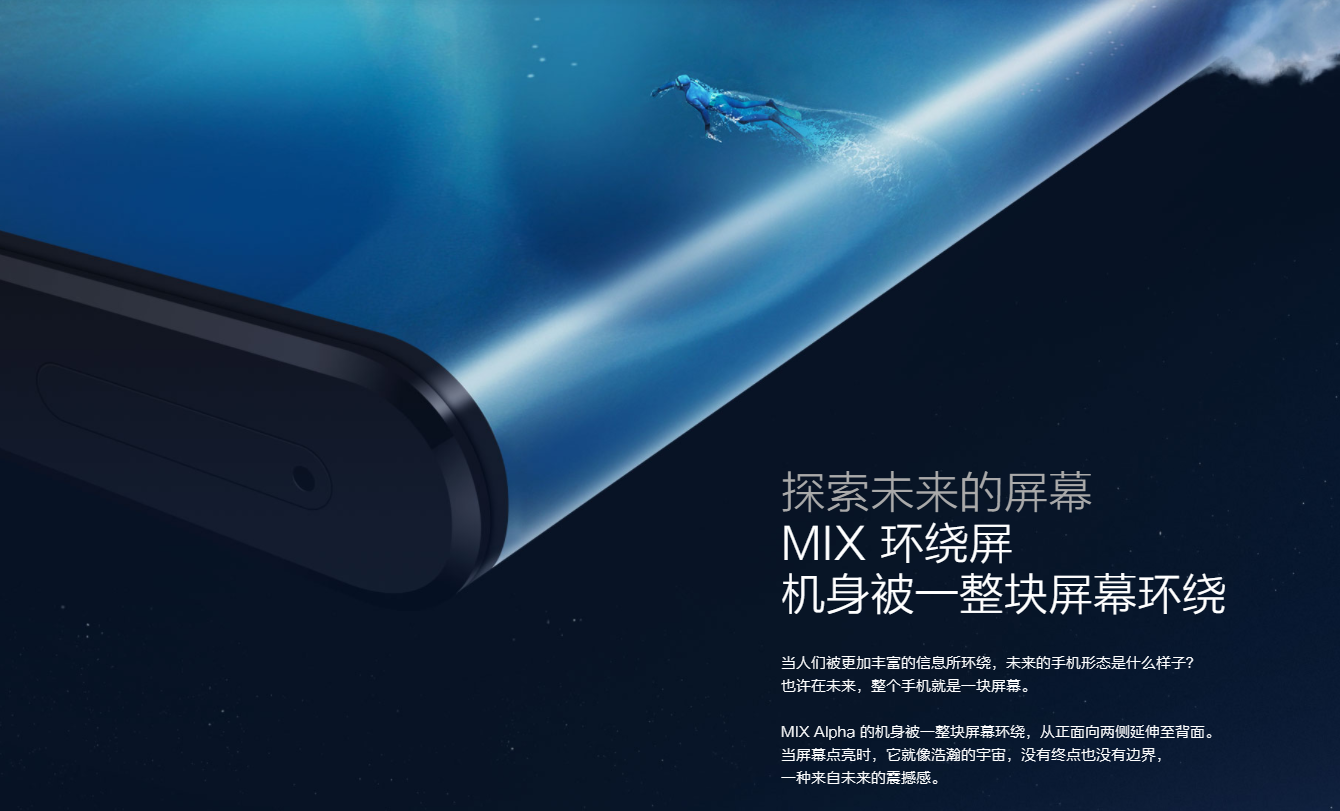 探索未来的屏幕
MIX 环绕屏
机身被一整块屏幕环绕
当人们被更加丰富的信息所环绕，未来的手机形态是什么样子？
也许在未来，整个手机就是一块屏幕。
MIX Alpha 的机身被一整块屏幕环绕，从正面向两侧延伸至背面。
当屏幕点亮时，它就像浩瀚的宇宙，没有终点也没有边界，
一种来自未来的震撼感。